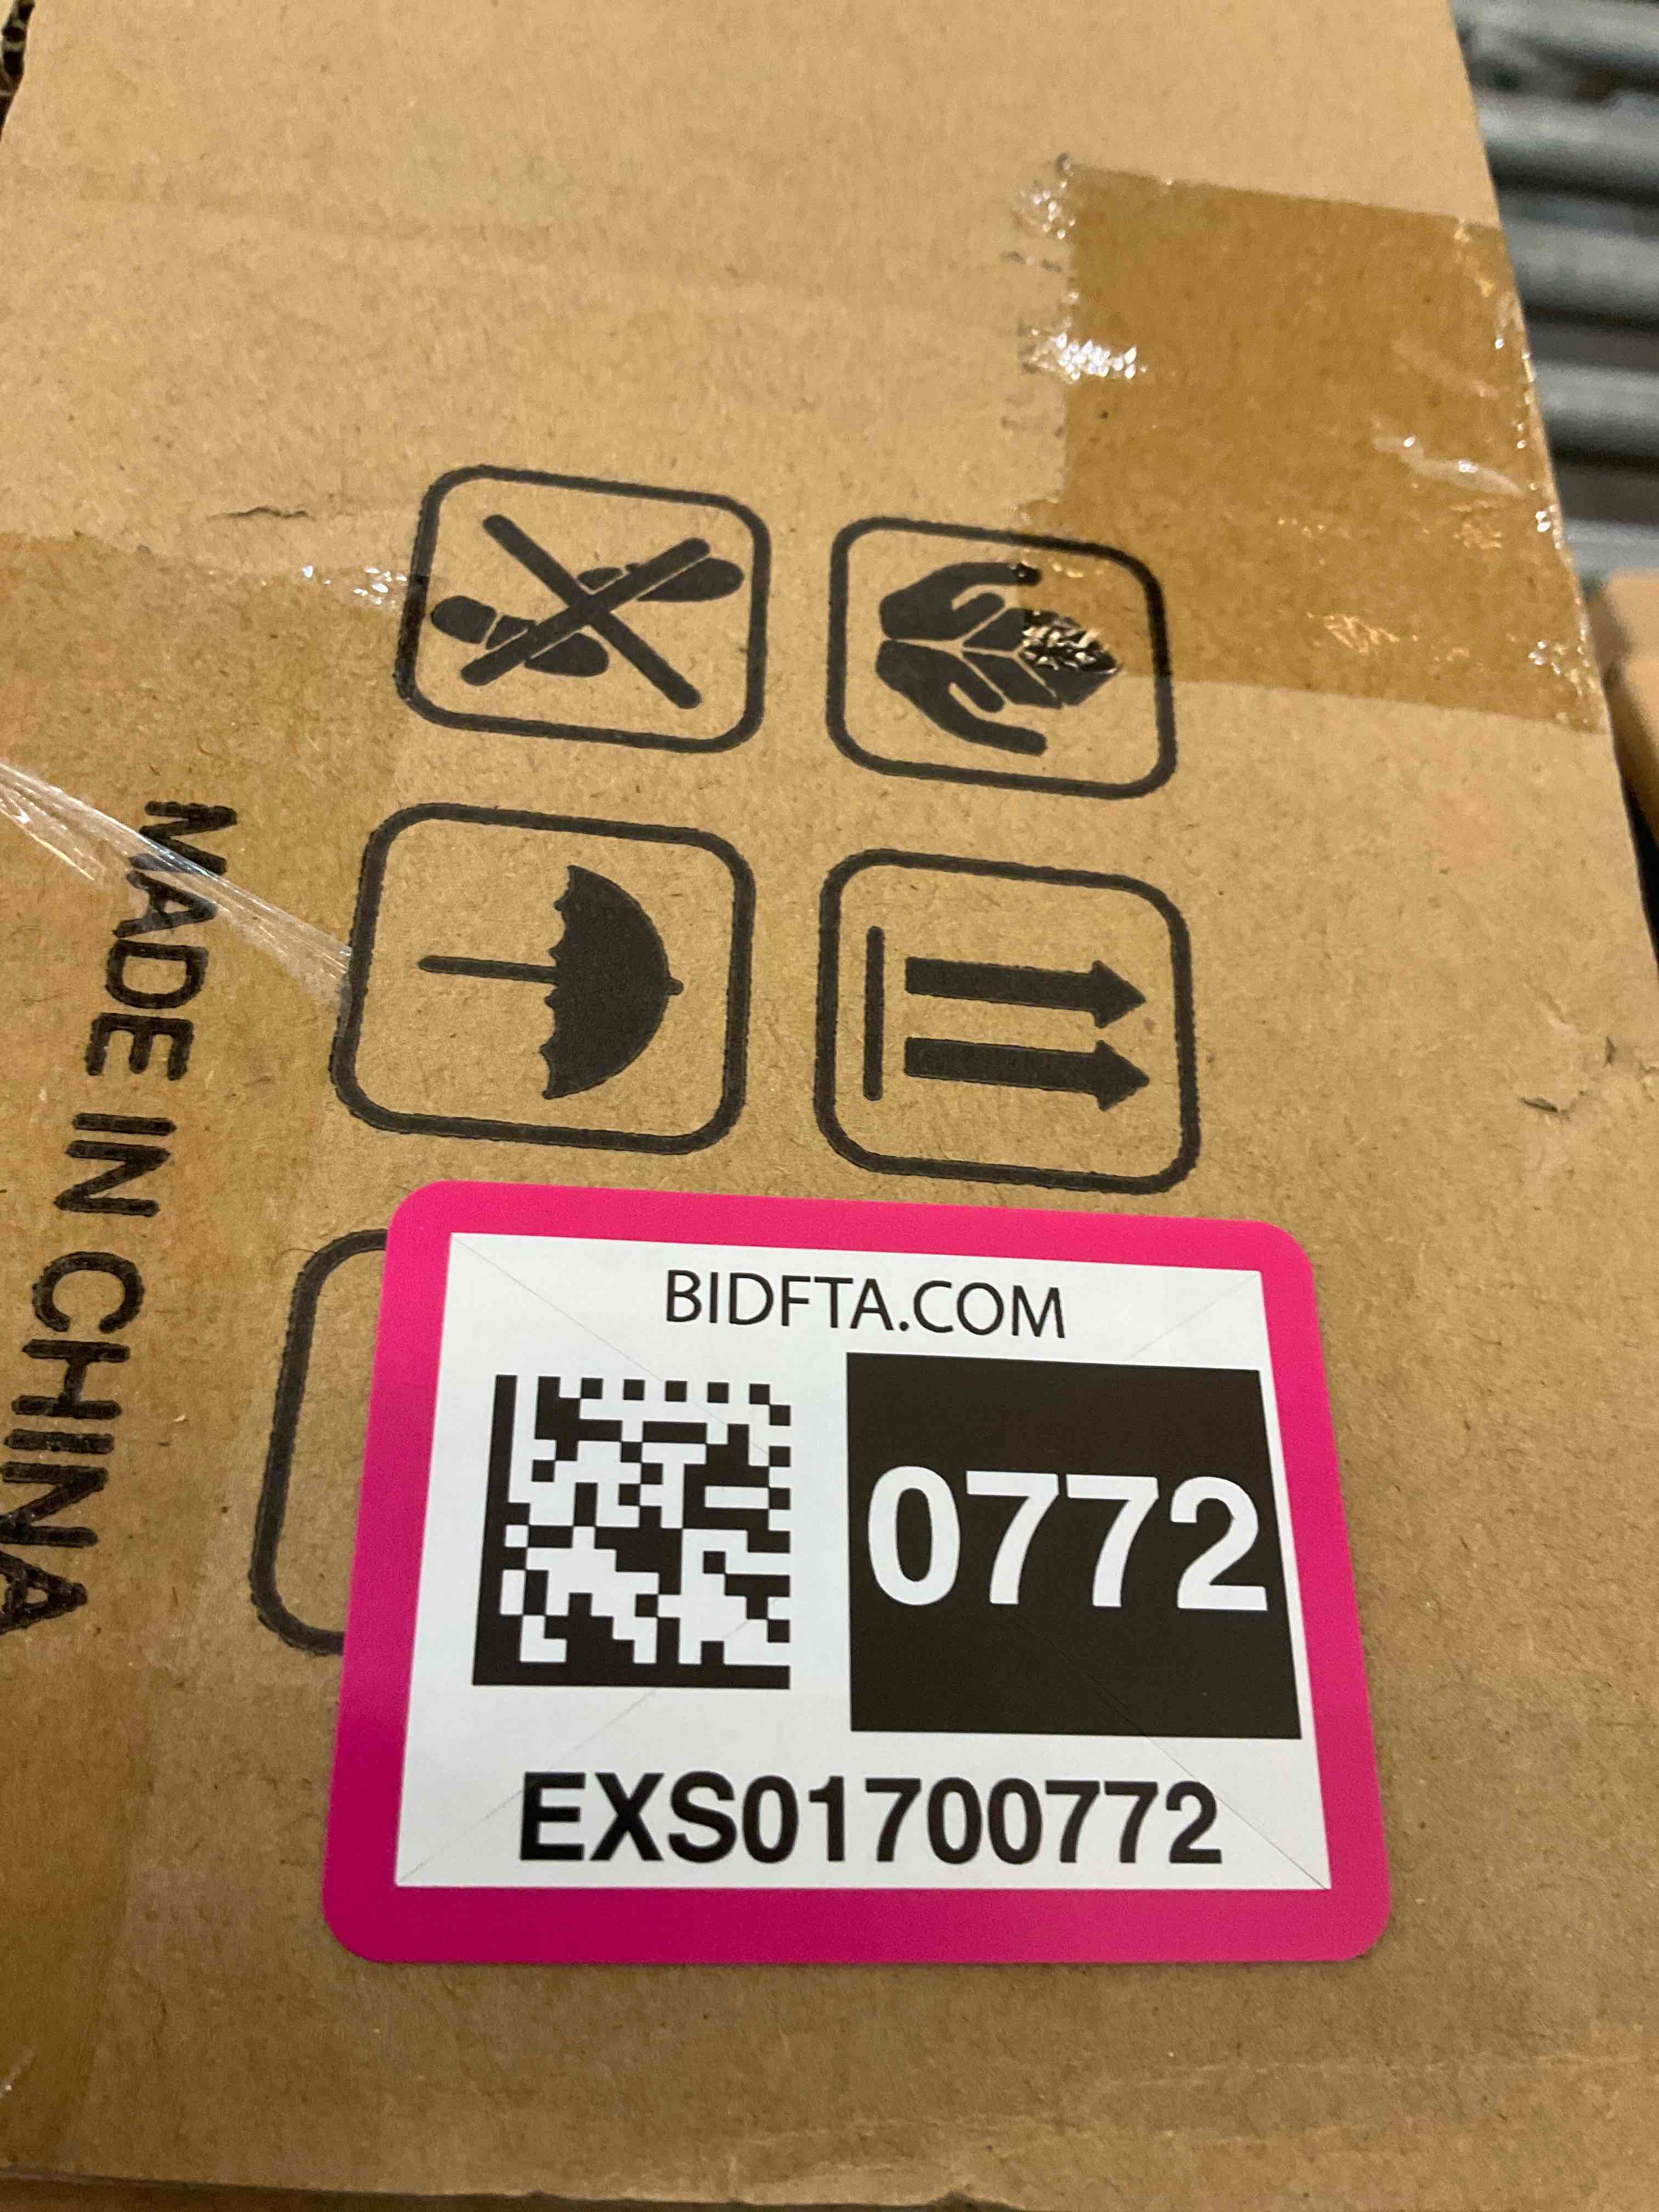 MADE IN CHINA
BIDFTA.COM
0772
EXS01700772